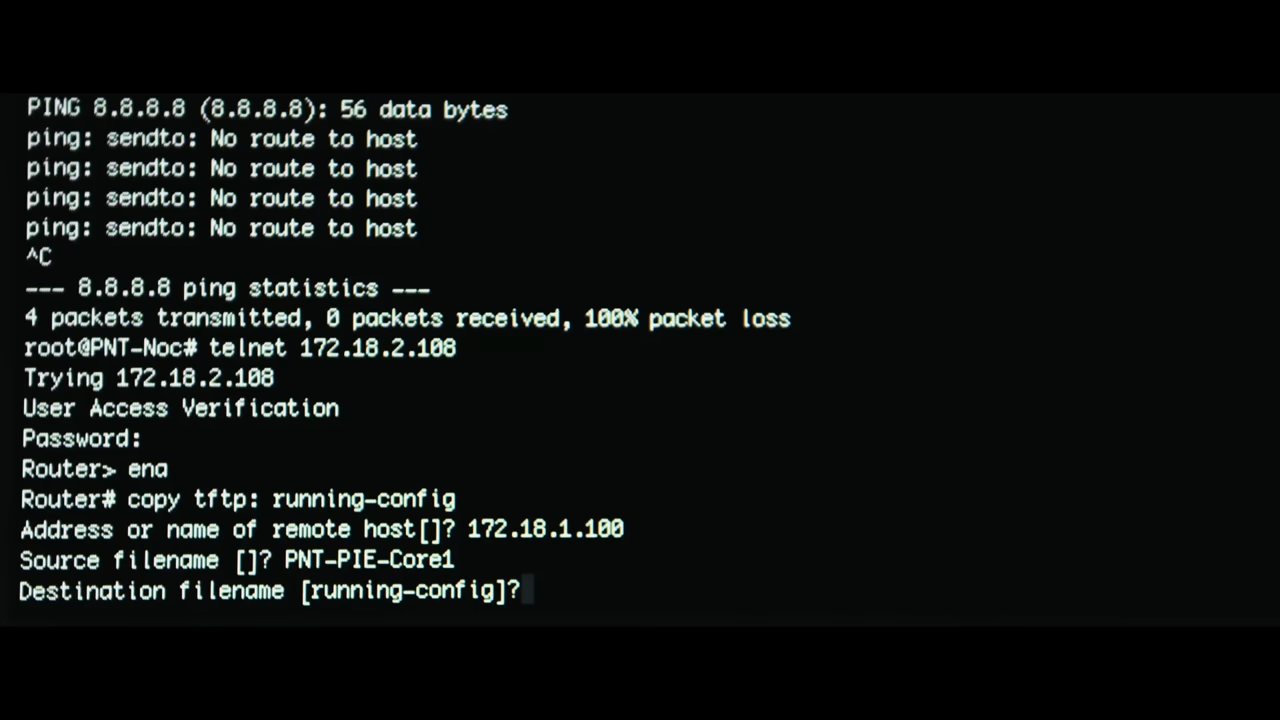 PING 8.8.8.8 (8.8.8.8): 56 data bytes
ping: sendto: No route to host
ping: sendto: No route to host
ping: sendto: No route to host
ping: sendto: No route to host
^C
--- 8.8.8.8 ping statistics ---
4 packets transmitted, 0 packets received, 100% packet loss
root@PNT-Noc# telnet 172.18.2.108
Trying 172.18.2.108
User Access Verification
Password:
Router> ena
Router# copy tftp: running-config
Address or name of remote host[]? 172.18.1.100
Source filename []? PNT-PIE-Core1
Destination filename [running-config]?